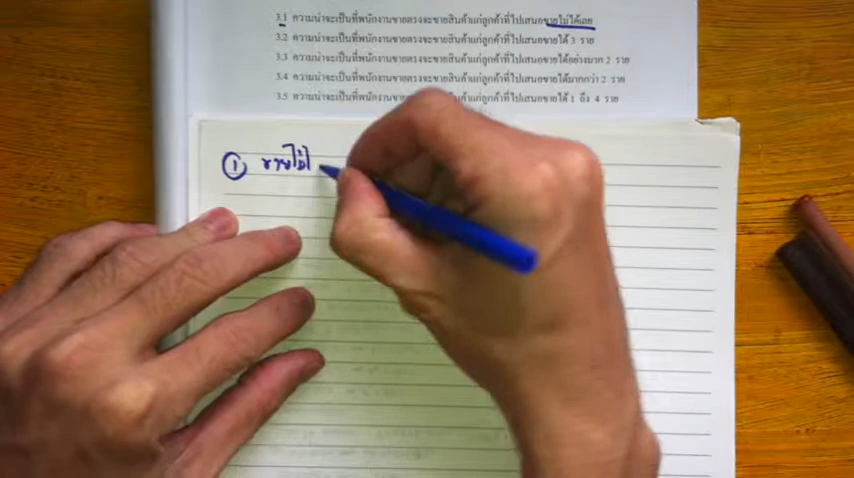 3.1 ความน่าจะเป็นที่พนักงานขายตรงจะขายสินค้าแก่ลูกค้าที่ไปเสนอขายไม่ได้เลย
3.2 ความน่าจะเป็นที่พนักงานขายตรงจะขายสินค้าแก่ลูกค้าที่ไปเสนอขายได้ 3 ราย
3.3 ความน่าจะเป็นที่พนักงานขายตรงจะขายสินค้าแก่ลูกค้าที่ไปเสนอขายได้อย่างมาก 2 ราย
3.4 ความน่าจะเป็นที่พนักงานขายตรงจะขายสินค้าแก่ลูกค้าที่ไปเสนอขายได้มากกว่า 2 ราย
3.5 ความน่าจะเป็นที่พนักงานขายตรงจะขายสินค้าแก่ลูกค้าที่ไปเสนอขายได้ 1 ถึง 4 ราย
① ขายไม่ไ